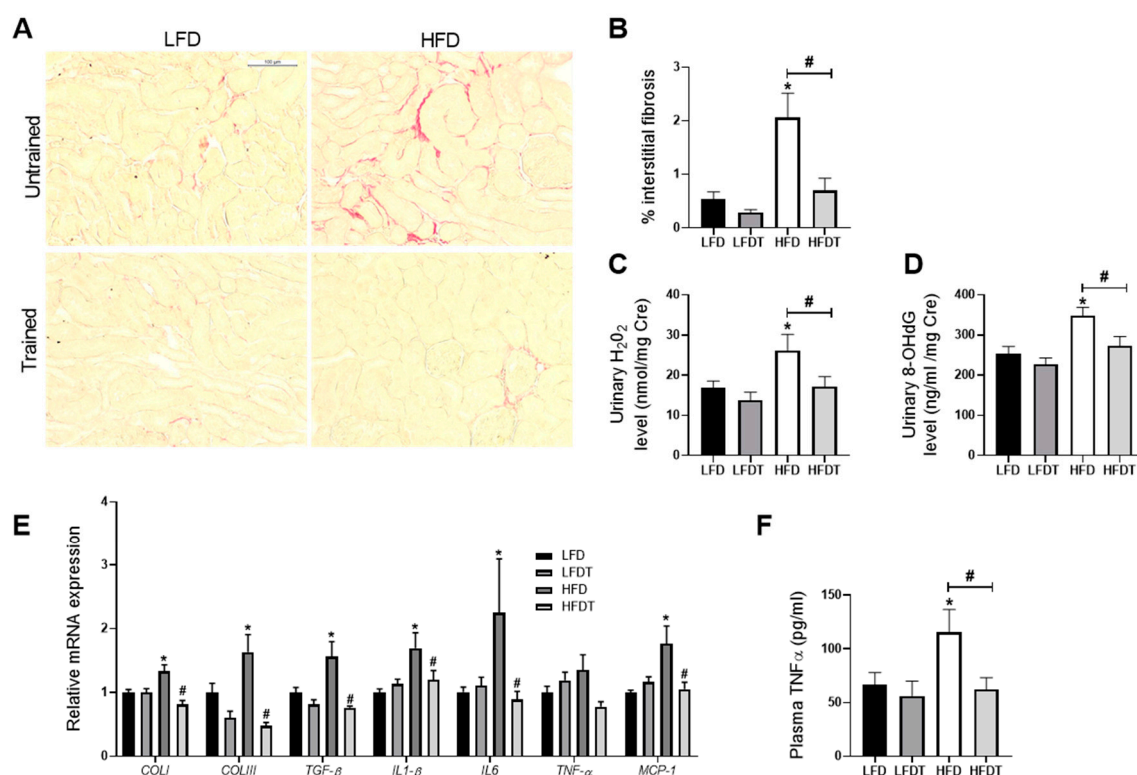 A
LFD
HFD
Untrained
100 µm
Trained
B
% interstitial fibrosis
3
2
1
0
*
#
LFD LFDT HFD HFDT
C
Urinary H₂0₂
level (nmol/mg Cre)
40
30
20
10
0
*
#
LFD LFDT HFD HFDT
D
Urinary 8-OHdG
level (ng/ml /mg Cre)
400
300
200
100
0
*
#
LFD LFDT HFD HFDT
E
Relative mRNA expression
4
3
2
1
0
LFD
LFDT
HFD
HFDT
* # * # * # * # * # * #
COLI COLIII TGF-β IL1-β IL6 TNF-α MCP-1
F
Plasma TNFα (pg/ml)
150
100
50
0
*
#
LFD LFDT HFD HFDT